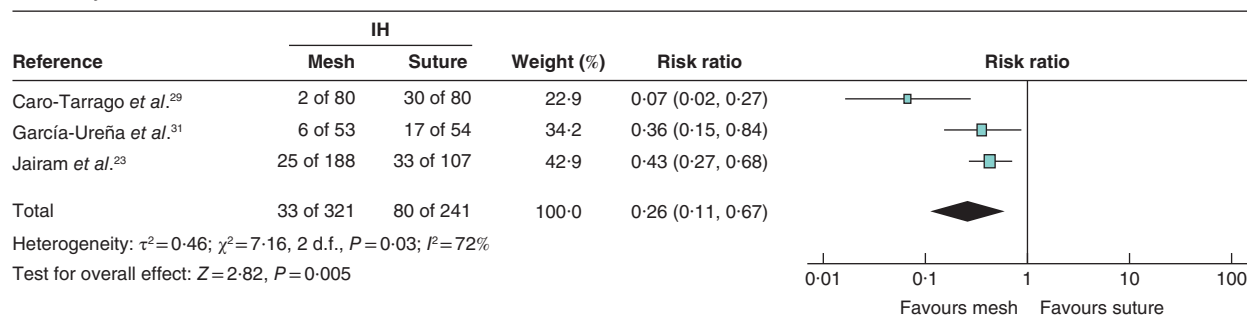 IH
Reference Mesh Suture Weight (%) Risk ratio Risk ratio
Caro-Tarrago et al.²⁹ 2 of 80 30 of 80 22·9 0·07 (0·02, 0·27)
García-Ureña et al.³¹ 6 of 53 17 of 54 34·2 0·36 (0·15, 0·84)
Jairam et al.²³ 25 of 188 33 of 107 42·9 0·43 (0·27, 0·68)
Total 33 of 321 80 of 241 100·0 0·26 (0·11, 0·67)
Heterogeneity: τ²=0·46; χ²=7·16, 2 d.f., P=0·03; I²=72%
Test for overall effect: Z=2·82, P=0·005
0·01 0·1 1 10 100
Favours mesh Favours suture